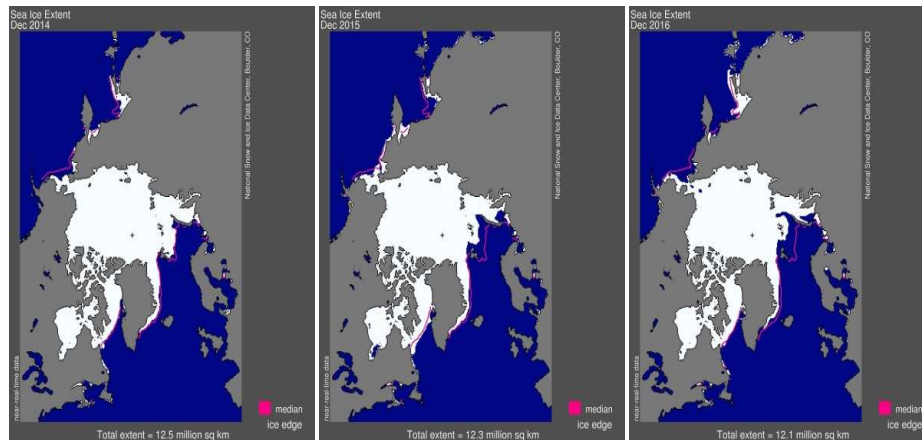 Sea Ice Extent
Dec 2014
National Snow and Ice Data Center, Boulder, CO
near-real-time data
median
ice edge
Total extent = 12.5 million sq km
Sea Ice Extent
Dec 2015
National Snow and Ice Data Center, Boulder, CO
near-real-time data
median
ice edge
Total extent = 12.3 million sq km
Sea Ice Extent
Dec 2016
National Snow and Ice Data Center, Boulder, CO
near-real-time data
median
ice edge
Total extent = 12.1 million sq km